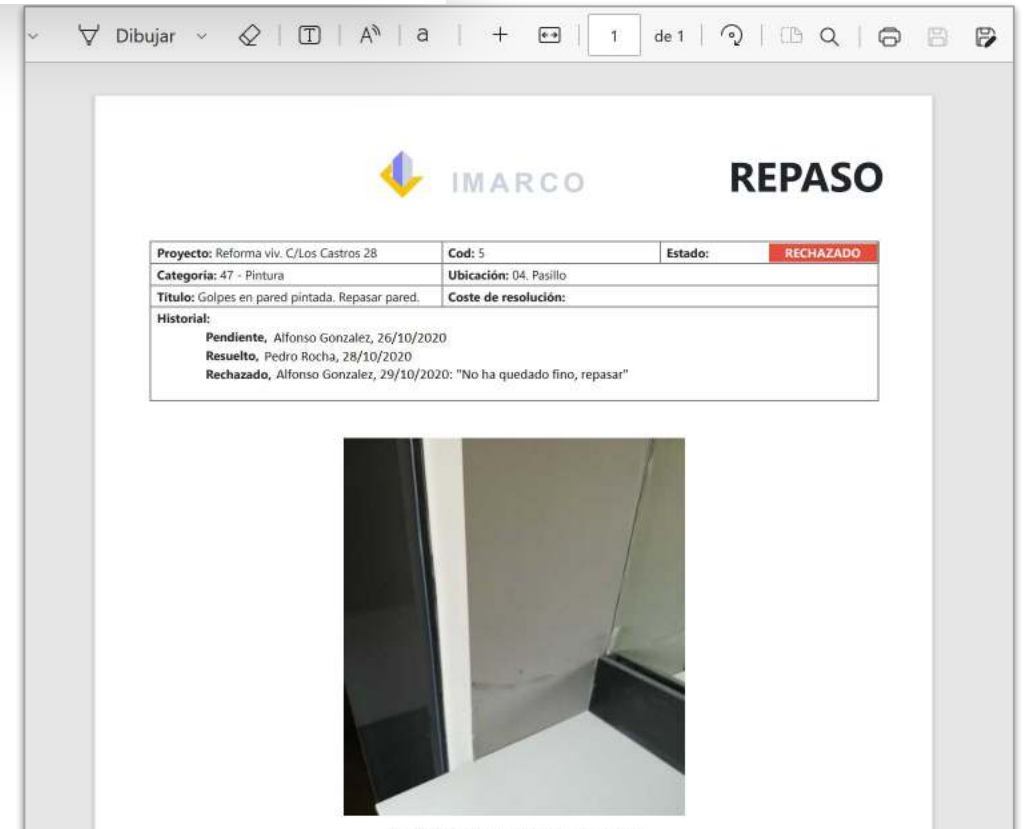 Dibujar T A a + 1 de 1
IMARCO
REPASO
Proyecto: Reforma viv. C/Los Castros 28 Cod: 5 Estado: RECHAZADO
Categoría: 47 - Pintura Ubicación: 04. Pasillo
Título: Golpes en pared pintada. Repasar pared. Coste de resolución:
Historial:
Pendiente, Alfonso Gonzalez, 26/10/2020
Resuelto, Pedro Rocha, 28/10/2020
Rechazado, Alfonso Gonzalez, 29/10/2020: "No ha quedado fino, repasar"